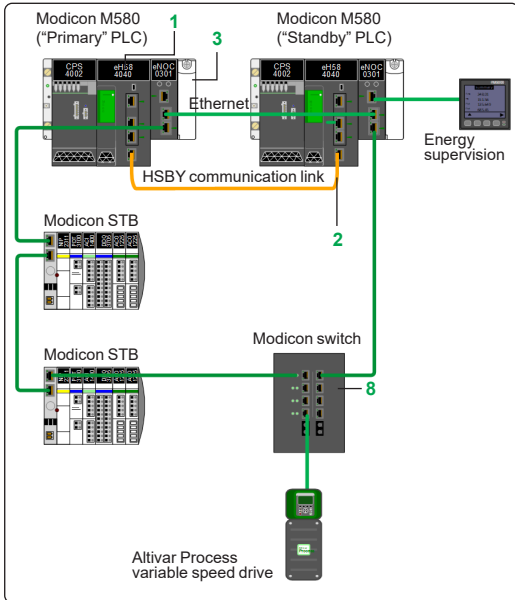 Modicon M580
("Primary" PLC)
1
3
Modicon M580
("Standby" PLC)
CPS
4002
eH58
4040
eNOC
0301
CPS
4002
eH58
4040
eNOC
0301
Ethernet
Energy
supervision
HSBY communication link
2
Modicon STB
Modicon STB
Modicon switch
8
Altivar Process
variable speed drive